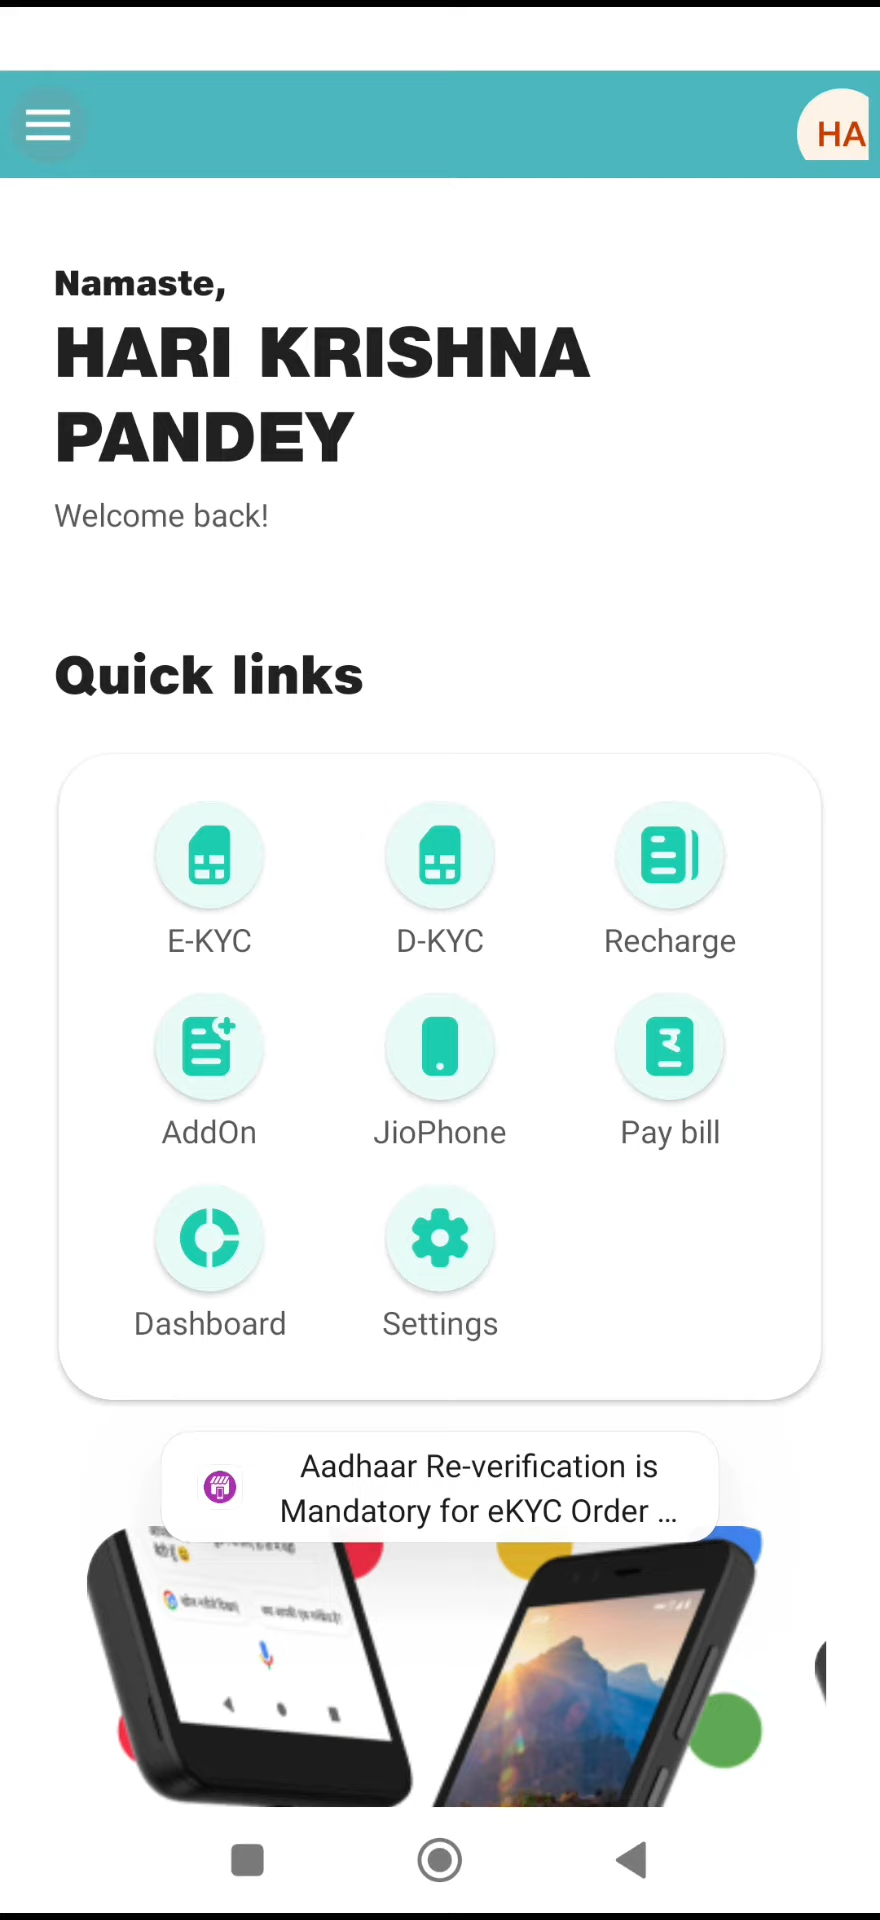 HA
Namaste,
HARI KRISHNA
PANDEY
Welcome back!
Quick links
E-KYC D-KYC Recharge
AddOn JioPhone Pay bill
Dashboard Settings
Aadhaar Re-verification is
Mandatory for eKYC Order ...